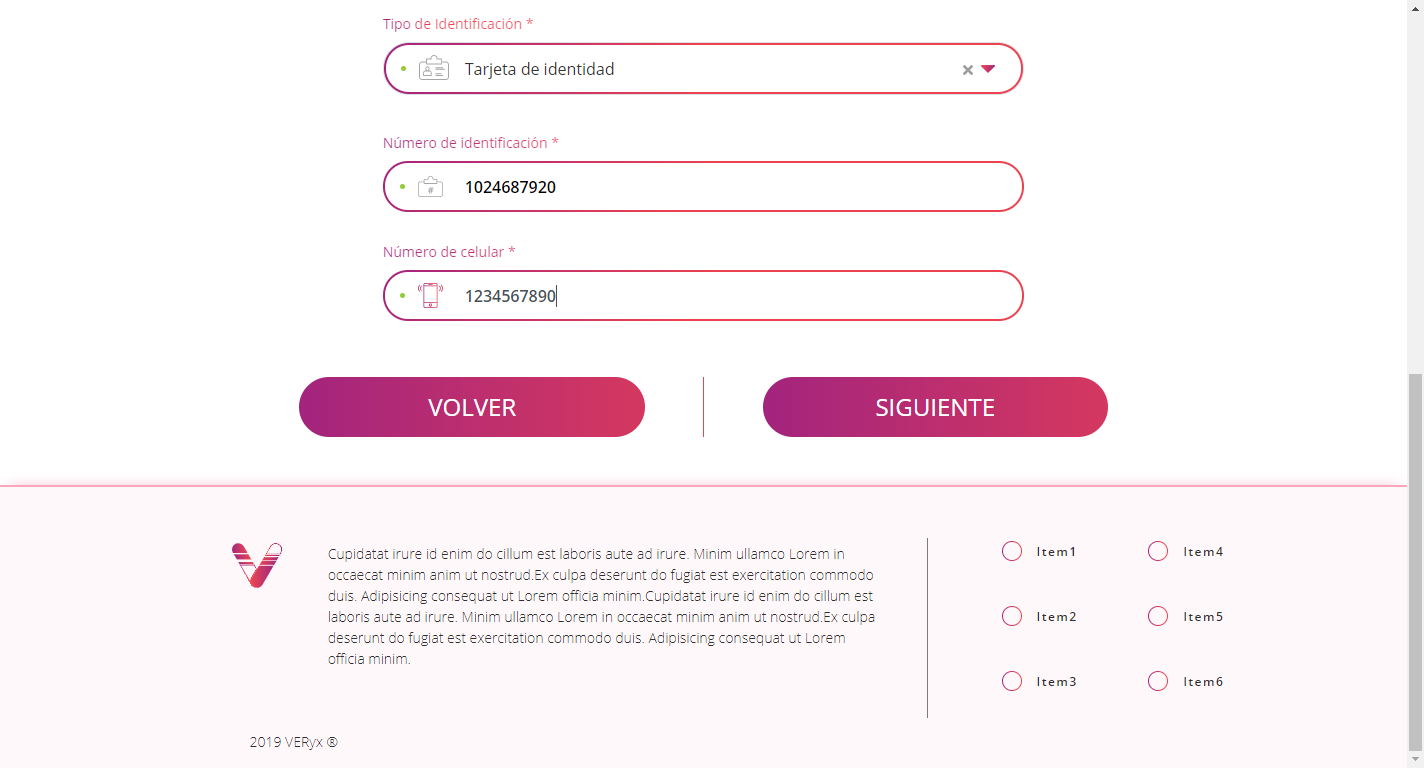 Tipo de Identificación *
Tarjeta de identidad
Número de identificación *
#
1024687920
Número de celular *
1234567890
VOLVER
SIGUIENTE
Cupidatat irure id enim do cillum est laboris aute ad irure. Minim ullamco Lorem in
occaecat minim anim ut nostrud.Ex culpa deserunt do fugiat est exercitation commodo
duis. Adipisicing consequat ut Lorem officia minim.Cupidatat irure id enim do cillum est
laboris aute ad irure. Minim ullamco Lorem in occaecat minim anim ut nostrud.Ex culpa
deserunt do fugiat est exercitation commodo duis. Adipisicing consequat ut Lorem
officia minim.
Item1
Item4
Item2
Item5
Item3
Item6
2019 VERyx ®